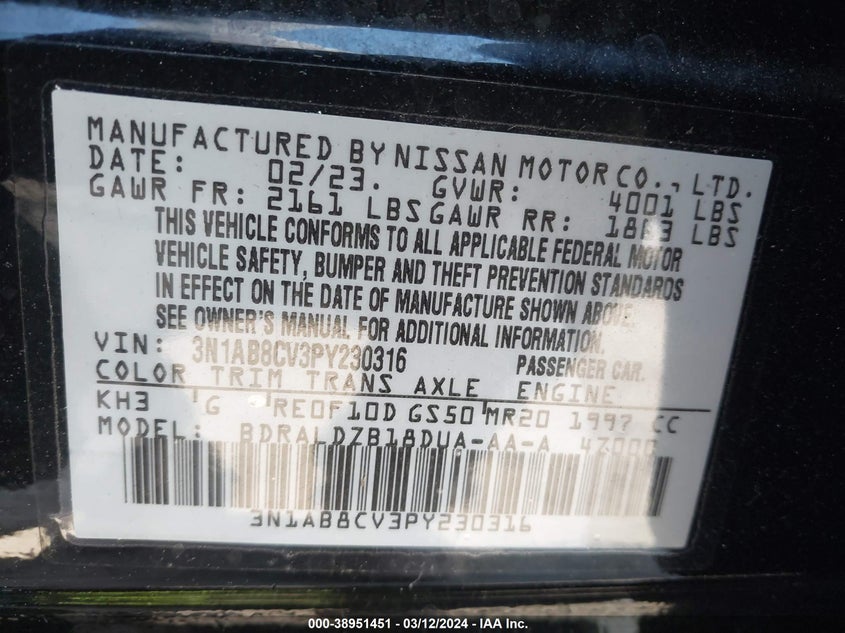 MANUFACTURED BY NISSAN MOTOR CO., LTD.
DATE: 02/23. GVWR: 4001 LBS
GAWR FR: 2161 LBS GAWR RR: 1863 LBS
THIS VEHICLE CONFORMS TO ALL APPLICABLE FEDERAL MOTOR
VEHICLE SAFETY, BUMPER AND THEFT PREVENTION STANDARDS
IN EFFECT ON THE DATE OF MANUFACTURE SHOWN ABOVE.
SEE OWNER'S MANUAL FOR ADDITIONAL INFORMATION.
VIN: 3N1AB8CV3PY230316 PASSENGER CAR.
COLOR TRIM TRANS AXLE ENGINE
KH3 G RE0F10D GS50 MR20 1997 CC
MODEL: BDRALDZB18DUA-AA-A
3N1AB8CV3PY230316
000-38951451 - 03/12/2024 - IAA Inc.